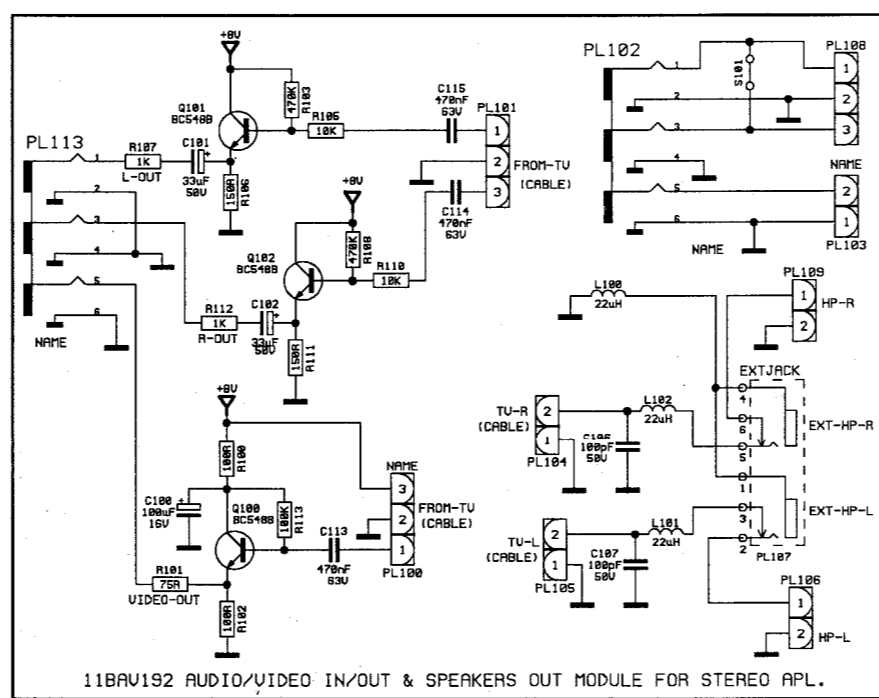 +8V
PL102
PL108
1
S101
1
C115
470nF
63V
PL101
470K
R103
Q101
BC548B
R105
10K
1
2
2
3
3
PL113
R107
1K
L-OUT
C101
+
33uF
50V
150R
R106
2
FROM-TV
(CABLE)
3
4
NAME
1
2
+8V
C114
470nF
63V
5
2
6
1
NAME
PL103
3
4
Q102
BC548B
470K
R108
R110
10K
5
6
NAME
R112
1K
R-OUT
C102
+
33uF
50V
150R
R111
L100
22uH
PL109
1
HP-R
2
EXTJACK
4
6
5
EXT-HP-R
1
3
EXT-HP-L
2
PL107
TV-R
(CABLE)
2
1
PL104
L102
22uH
100pF
50V
+8V
100R
R100
NAME
3
FROM-TV
(CABLE)
2
1
PL100
C100
+
100uF
16V
Q100
BC548B
100K
R113
C113
470nF
63V
TV-L
(CABLE)
2
1
PL105
L101
22uH
C107
100pF
50V
R101
75R
VIDEO-OUT
100R
R102
PL106
1
2
HP-L
11BAV192 AUDIO/VIDEO IN/OUT & SPEAKERS OUT MODULE FOR STEREO APL.